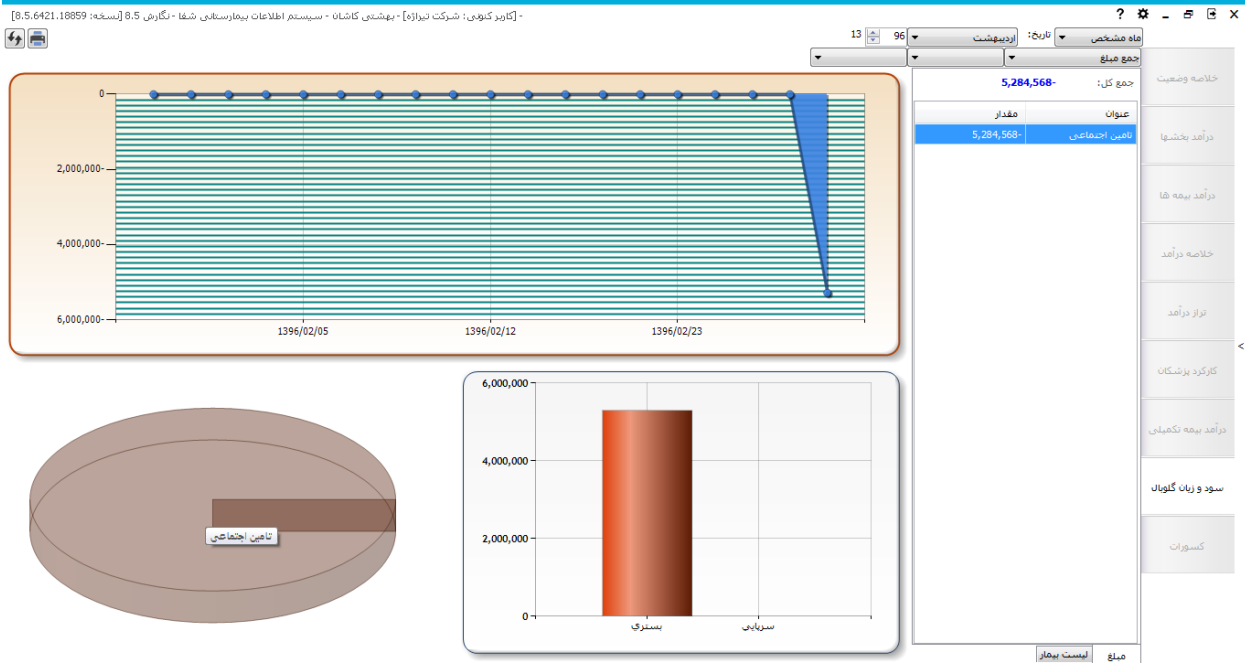 - [کاربر کنونی: شرکت تیراژه] - بهشتی کاشان - سیستم اطلاعات بیمارستانی شفا - نگارش 8.5 [نسخه: 8.5.6421.18859]
ماه مشخص
تاریخ:
اردیبهشت
13 96
جمع مبلغ
خلاصه وضعیت
درآمد بخشها
درآمد بیمه ها
خلاصه درآمد
تراز درآمد
کارکرد پزشکان
درآمد بیمه تکمیلی
سود و زیان گلوبال
کسورات
جمع کل: 5,284,568-
عنوان مقدار
تامین اجتماعی 5,284,568-
مبلغ لیست بیمار
0
2,000,000-
4,000,000-
6,000,000-
1396/02/05 1396/02/12 1396/02/23
تامین اجتماعی
6,000,000
4,000,000
2,000,000
0
بستري سرپایی